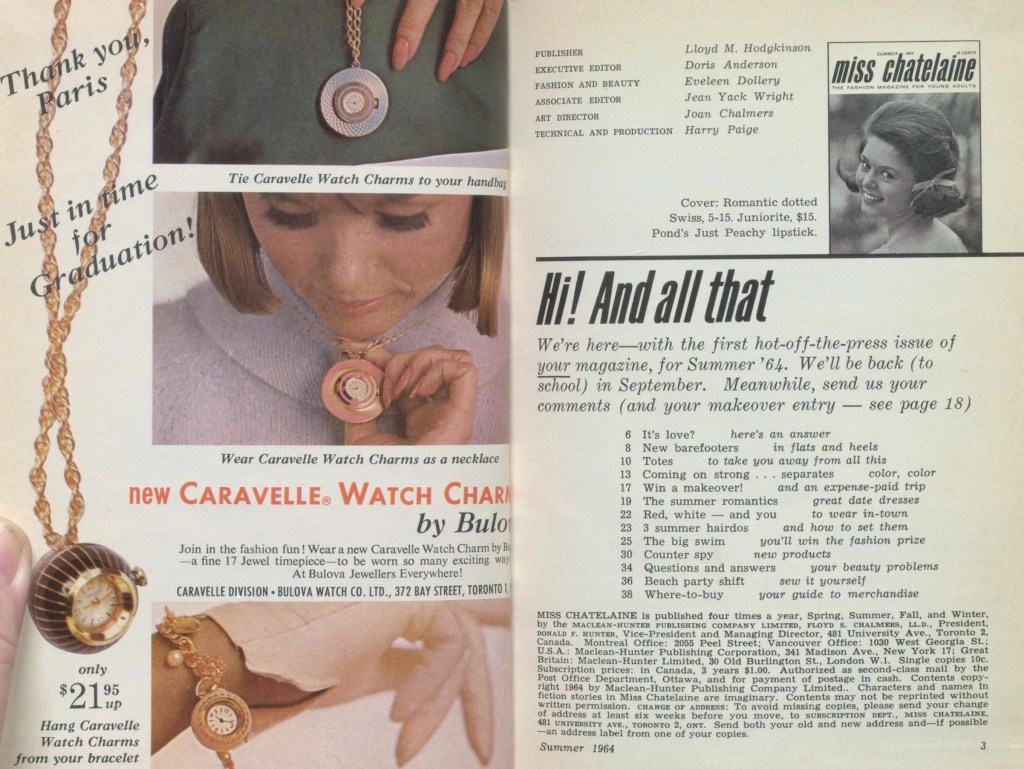 Thank you,
Paris
Just in time
for
Graduation!
only
$21.95
up
Hang Caravelle
Watch Charms
from your bracelet
Tie Caravelle Watch Charms to your handbag
Wear Caravelle Watch Charms as a necklace
new CARAVELLE® WATCH CHARM
by Bulo
Join in the fashion fun! Wear a new Caravelle Watch Charm by Bu
—a fine 17 Jewel timepiece—to be worn so many exciting way
At Bulova Jewellers Everywhere!
CARAVELLE DIVISION • BULOVA WATCH CO. LTD., 372 BAY STREET, TORONTO 1,
PUBLISHER Lloyd M. Hodgkinson
EXECUTIVE EDITOR Doris Anderson
FASHION AND BEAUTY Eveleen Dollery
ASSOCIATE EDITOR Jean Yack Wright
ART DIRECTOR Joan Chalmers
TECHNICAL AND PRODUCTION Harry Paige
SUMMER 1964 10 CENTS
miss chatelaine
THE FASHION MAGAZINE FOR YOUNG ADULTS
Cover: Romantic dotted
Swiss, 5-15. Juniorite, $15.
Pond's Just Peachy lipstick.
Hi! And all that
We're here—with the first hot-off-the-press issue of
your magazine, for Summer '64. We'll be back (to
school) in September. Meanwhile, send us your
comments (and your makeover entry — see page 18)
6 It's love? here's an answer
8 New barefooters in flats and heels
10 Totes to take you away from all this
13 Coming on strong . . . separates color, color
17 Win a makeover! and an expense-paid trip
19 The summer romantics great date dresses
22 Red, white — and you to wear in-town
23 3 summer hairdos and how to set them
25 The big swim you'll win the fashion prize
30 Counter spy new products
34 Questions and answers your beauty problems
36 Beach party shift sew it yourself
38 Where-to-buy your guide to merchandise
MISS CHATELAINE is published four times a year, Spring, Summer, Fall, and Winter,
by the MACLEAN-HUNTER PUBLISHING COMPANY LIMITED, FLOYD S. CHALMERS, LL.D., President,
DONALD F. HUNTER, Vice-President and Managing Director, 481 University Ave., Toronto 2,
Canada. Montreal Office: 2055 Peel Street; Vancouver Office: 1030 West Georgia St.;
U.S.A.: Maclean-Hunter Publishing Corporation, 341 Madison Ave., New York 17; Great
Britain: Maclean-Hunter Limited, 30 Old Burlington St., London W.1. Single copies 10c.
Subscription prices: in Canada, 3 years $1.00. Authorized as second-class mail by the
Post Office Department, Ottawa, and for payment of postage in cash. Contents copy-
right 1964 by Maclean-Hunter Publishing Company Limited.. Characters and names in
fiction stories in Miss Chatelaine are imaginary. Contents may not be reprinted without
written permission. CHANGE OF ADDRESS: To avoid missing copies, please send your change
of address at least six weeks before you move, to SUBSCRIPTION DEPT., MISS CHATELAINE,
481 UNIVERSITY AVE., TORONTO 2, ONT. Send both your old and new address and—if possible
—an address label from one of your copies.
Summer 1964 3